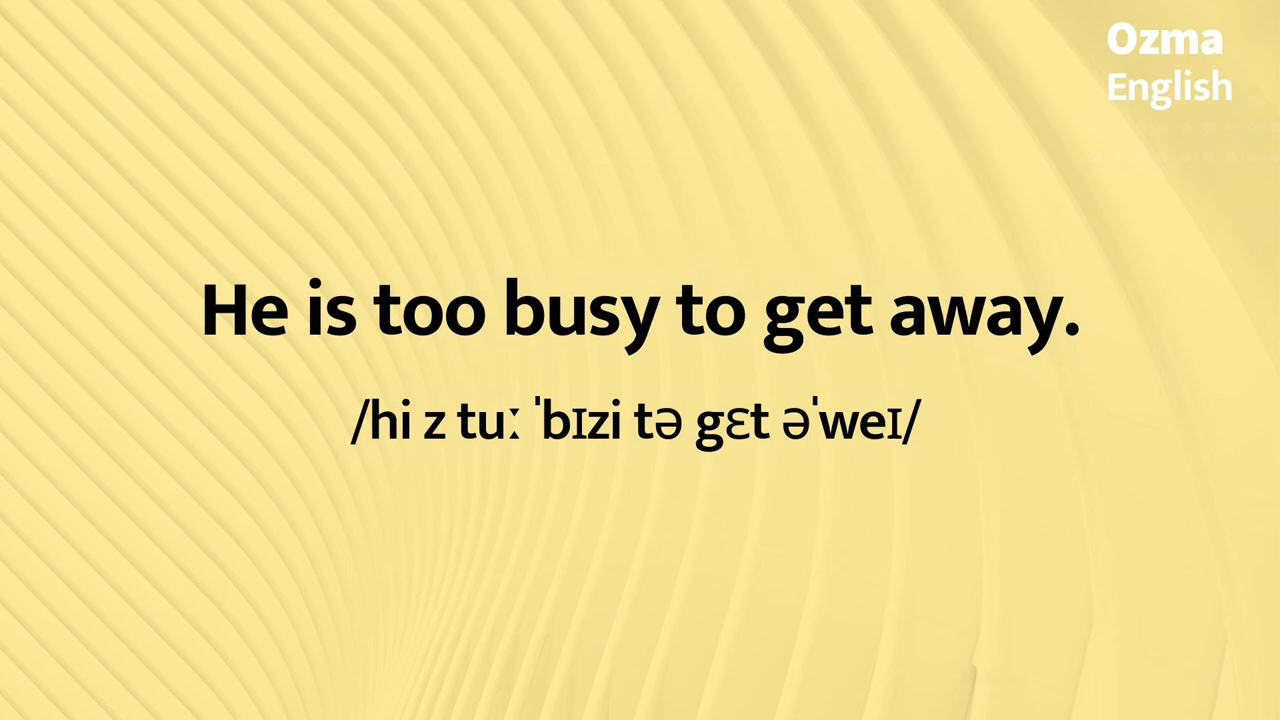 Ozma
English
He is too busy to get away.
/hi z tuː ˈbɪzi tə gɛt əˈweɪ/